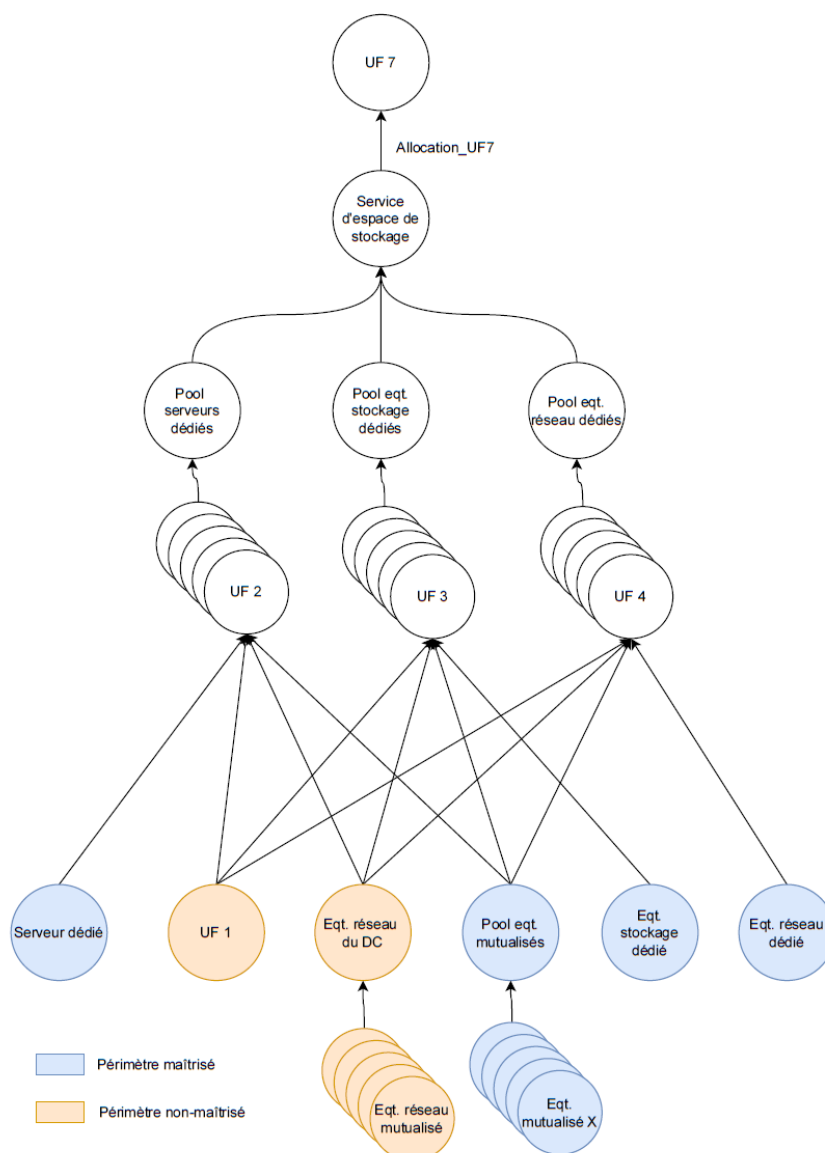 UF 7
Allocation_UF7
Service
d'espace de
stockage
Pool
serveurs
dédiés
Pool eqt.
stockage
dédiés
Pool eqt.
réseau dédiés
UF 2
UF 3
UF 4
Serveur dédié
UF 1
Eqt. réseau
du DC
Pool eqt.
mutualisés
Eqt.
stockage
dédié
Eqt. réseau
dédié
Périmètre maîtrisé
Périmètre non-maîtrisé
Eqt. réseau
mutualisé
Eqt.
mutualisé X